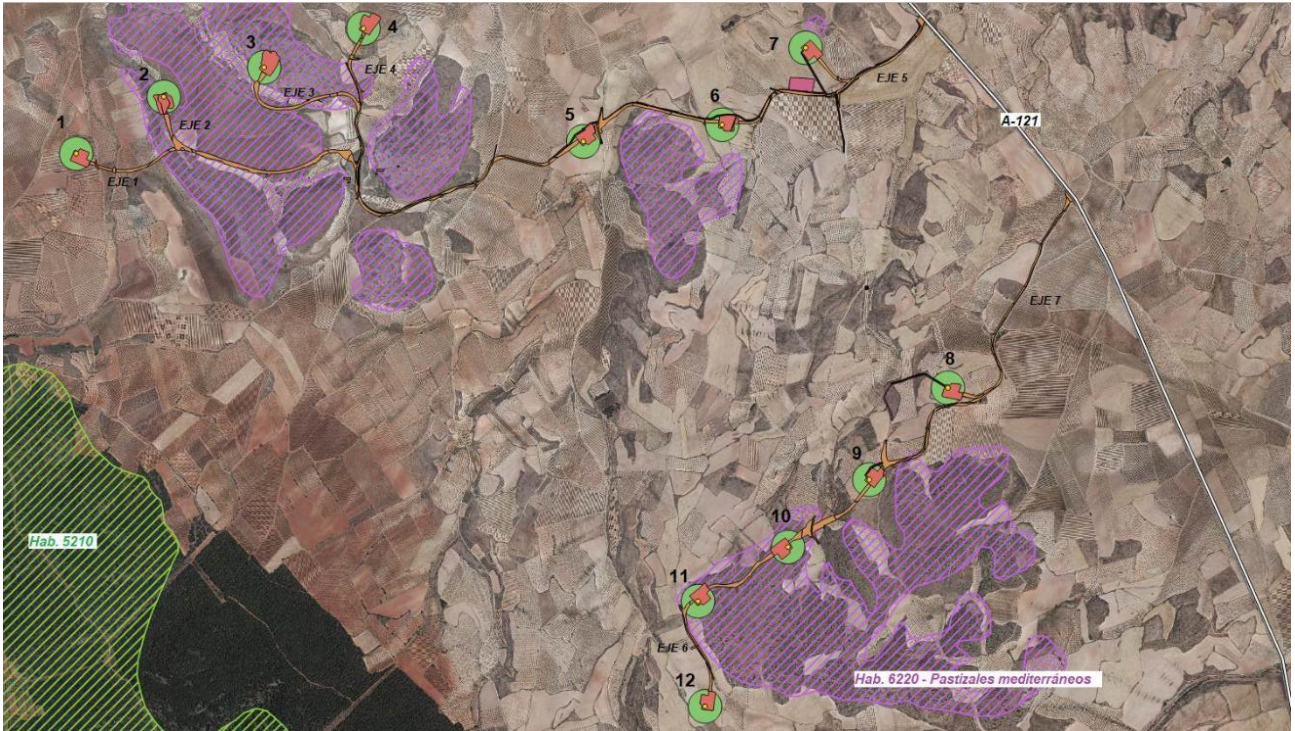 4
3
7
EJE 4
EJE 5
2
EJE 3
6
5
A-121
EJE 2
1
EJE 1
EJE 7
8
9
Hab. 5210
10
11
EJE 6
Hab. 6220 - Pastizales mediterráneos
12